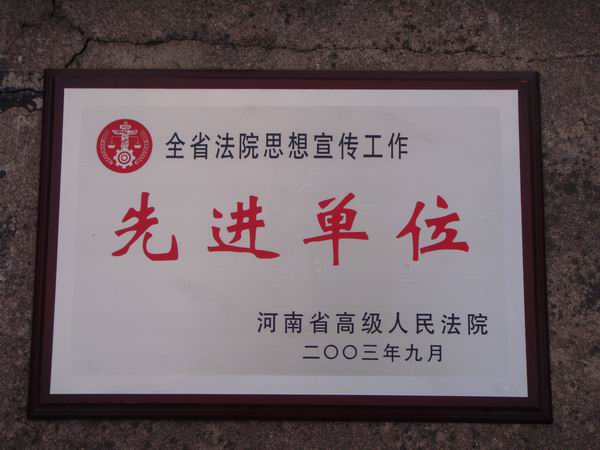 全省法院思想宣传工作
先进单位
河南省高级人民法院
二〇〇三年九月